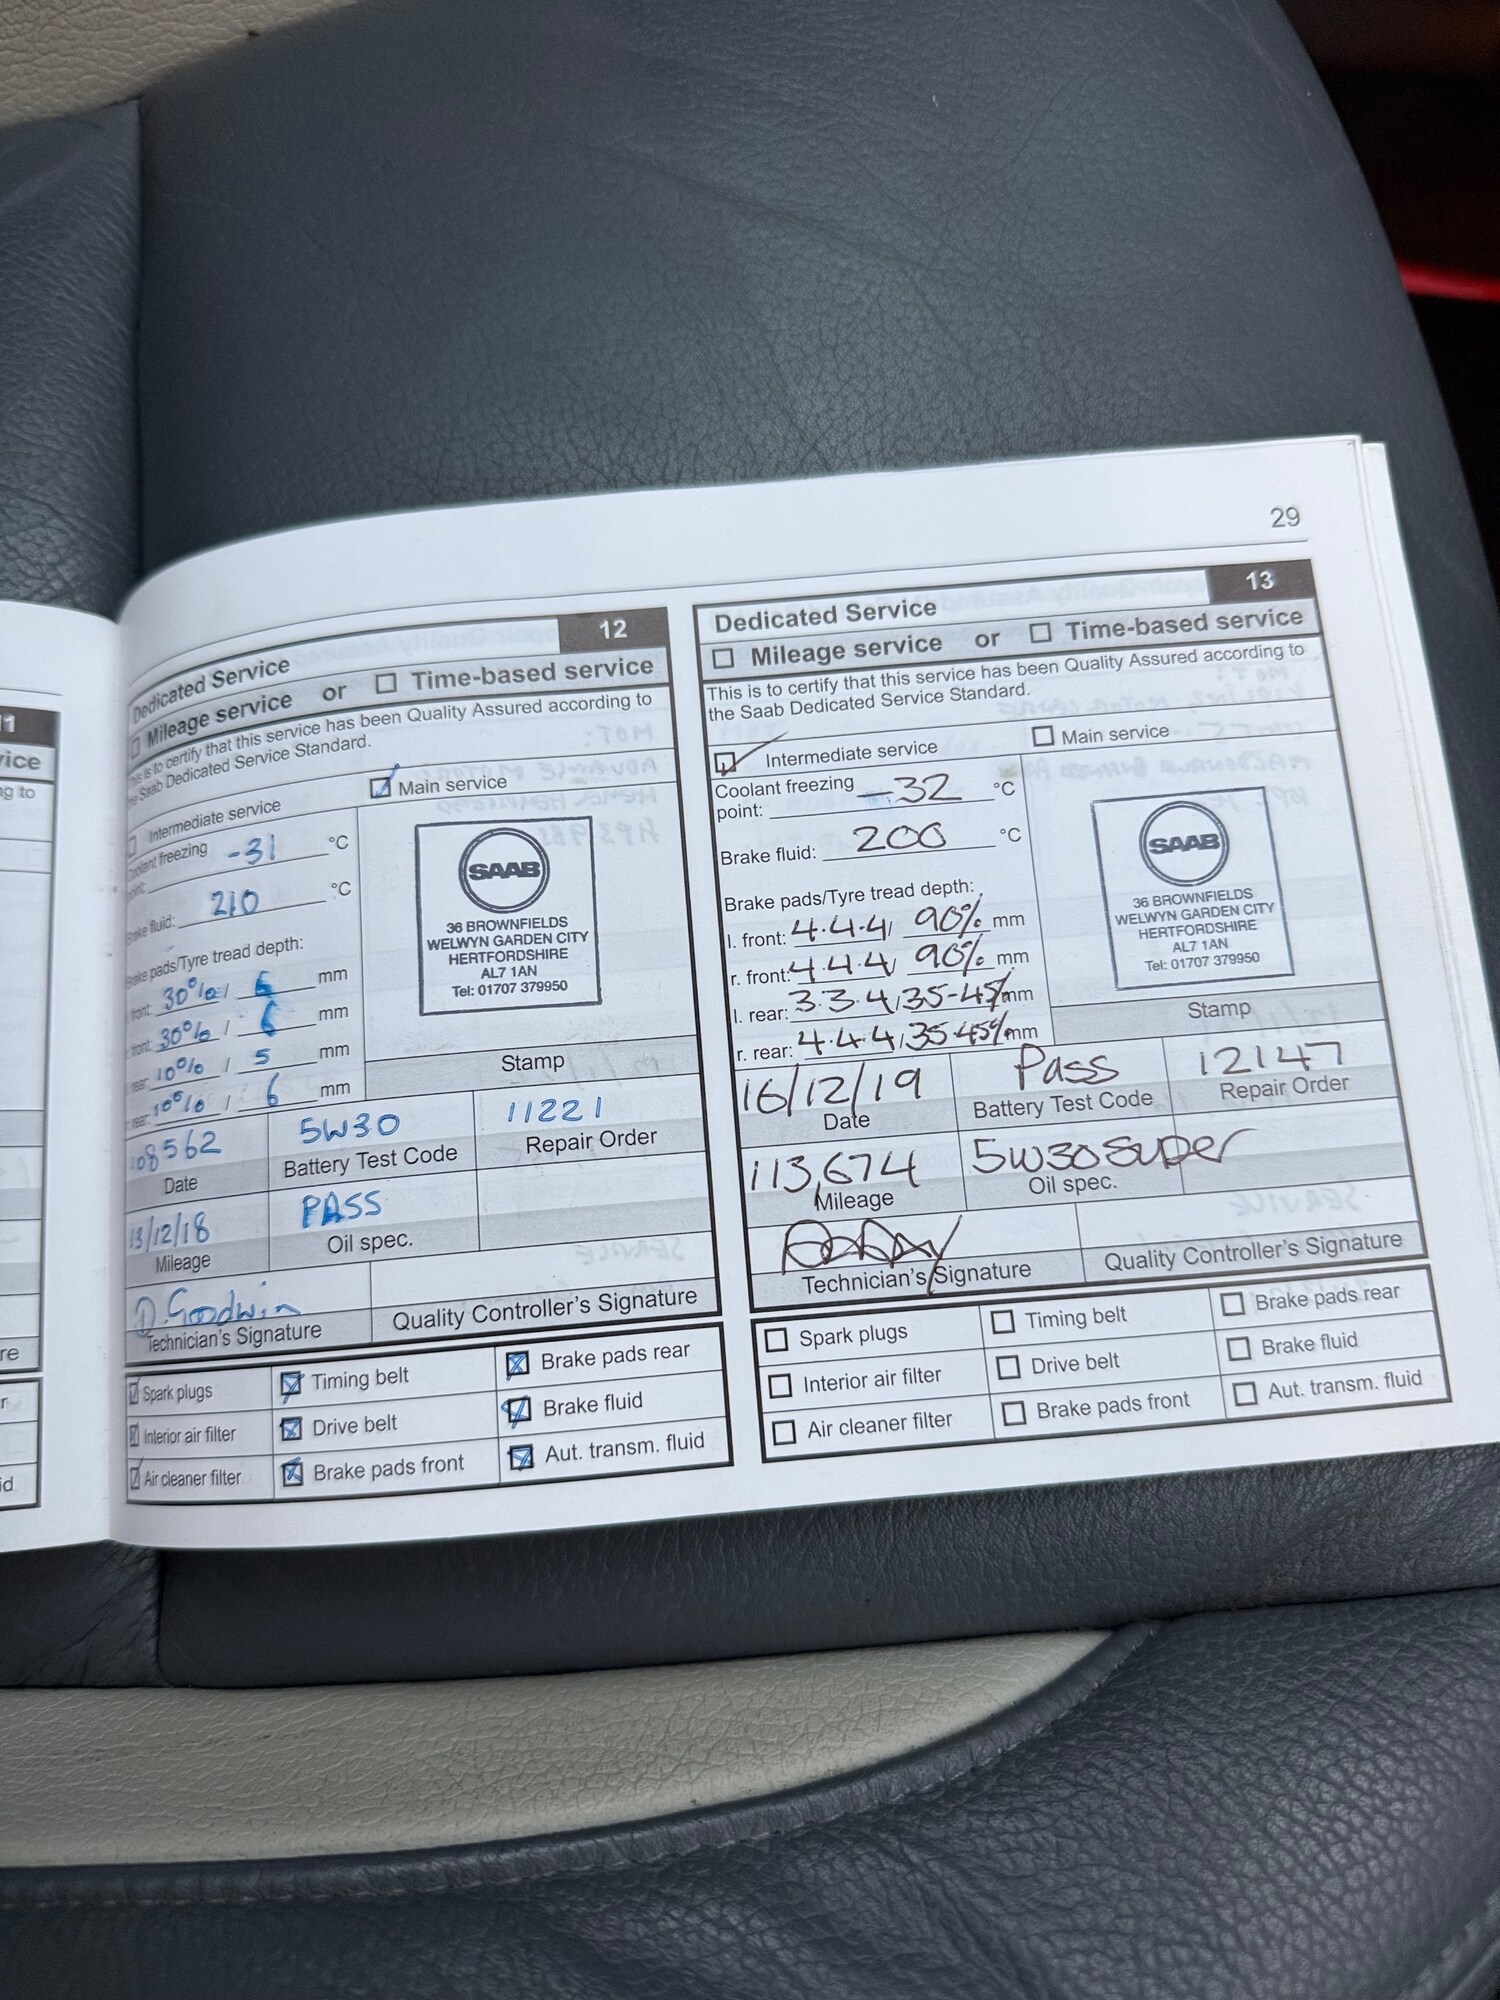 11
vice
ng to
re
r
id
12
Dedicated Service
Mileage service or Time-based service
This is to certify that this service has been Quality Assured according to
the Saab Dedicated Service Standard.
Intermediate service Main service
Coolant freezing
point: -31 °C
Brake fluid: 210 °C
Brake pads/Tyre tread depth:
front: 30% / 6 mm
front: 30% / 6 mm
rear: 10% / 5 mm
rear: 10% / 6 mm
SAAB
36 BROWNFIELDS
WELWYN GARDEN CITY
HERTFORDSHIRE
AL7 1AN
Tel: 01707 379950
Stamp
108562 5W30 11221
Date Battery Test Code Repair Order
13/12/18 PASS
Mileage Oil spec.
D. Goodwin
Technician's Signature Quality Controller's Signature
Spark plugs Timing belt Brake pads rear
Interior air filter Drive belt Brake fluid
Air cleaner filter Brake pads front Aut. transm. fluid
29
13
Dedicated Service
Mileage service or Time-based service
This is to certify that this service has been Quality Assured according to
the Saab Dedicated Service Standard.
Intermediate service Main service
Coolant freezing
point: -32 °C
Brake fluid: 200 °C
Brake pads/Tyre tread depth:
l. front: 4.4.4/ 90% mm
r. front: 4.4.4/ 90% mm
l. rear: 3.3.4/35-45% mm
r. rear: 4.4.4/35-45% mm
SAAB
36 BROWNFIELDS
WELWYN GARDEN CITY
HERTFORDSHIRE
AL7 1AN
Tel: 01707 379950
Stamp
16/12/19 Pass 12147
Date Battery Test Code Repair Order
113,674 5W30 Super
Mileage Oil spec.
Technician's Signature Quality Controller's Signature
Spark plugs Timing belt Brake pads rear
Interior air filter Drive belt Brake fluid
Air cleaner filter Brake pads front Aut. transm. fluid